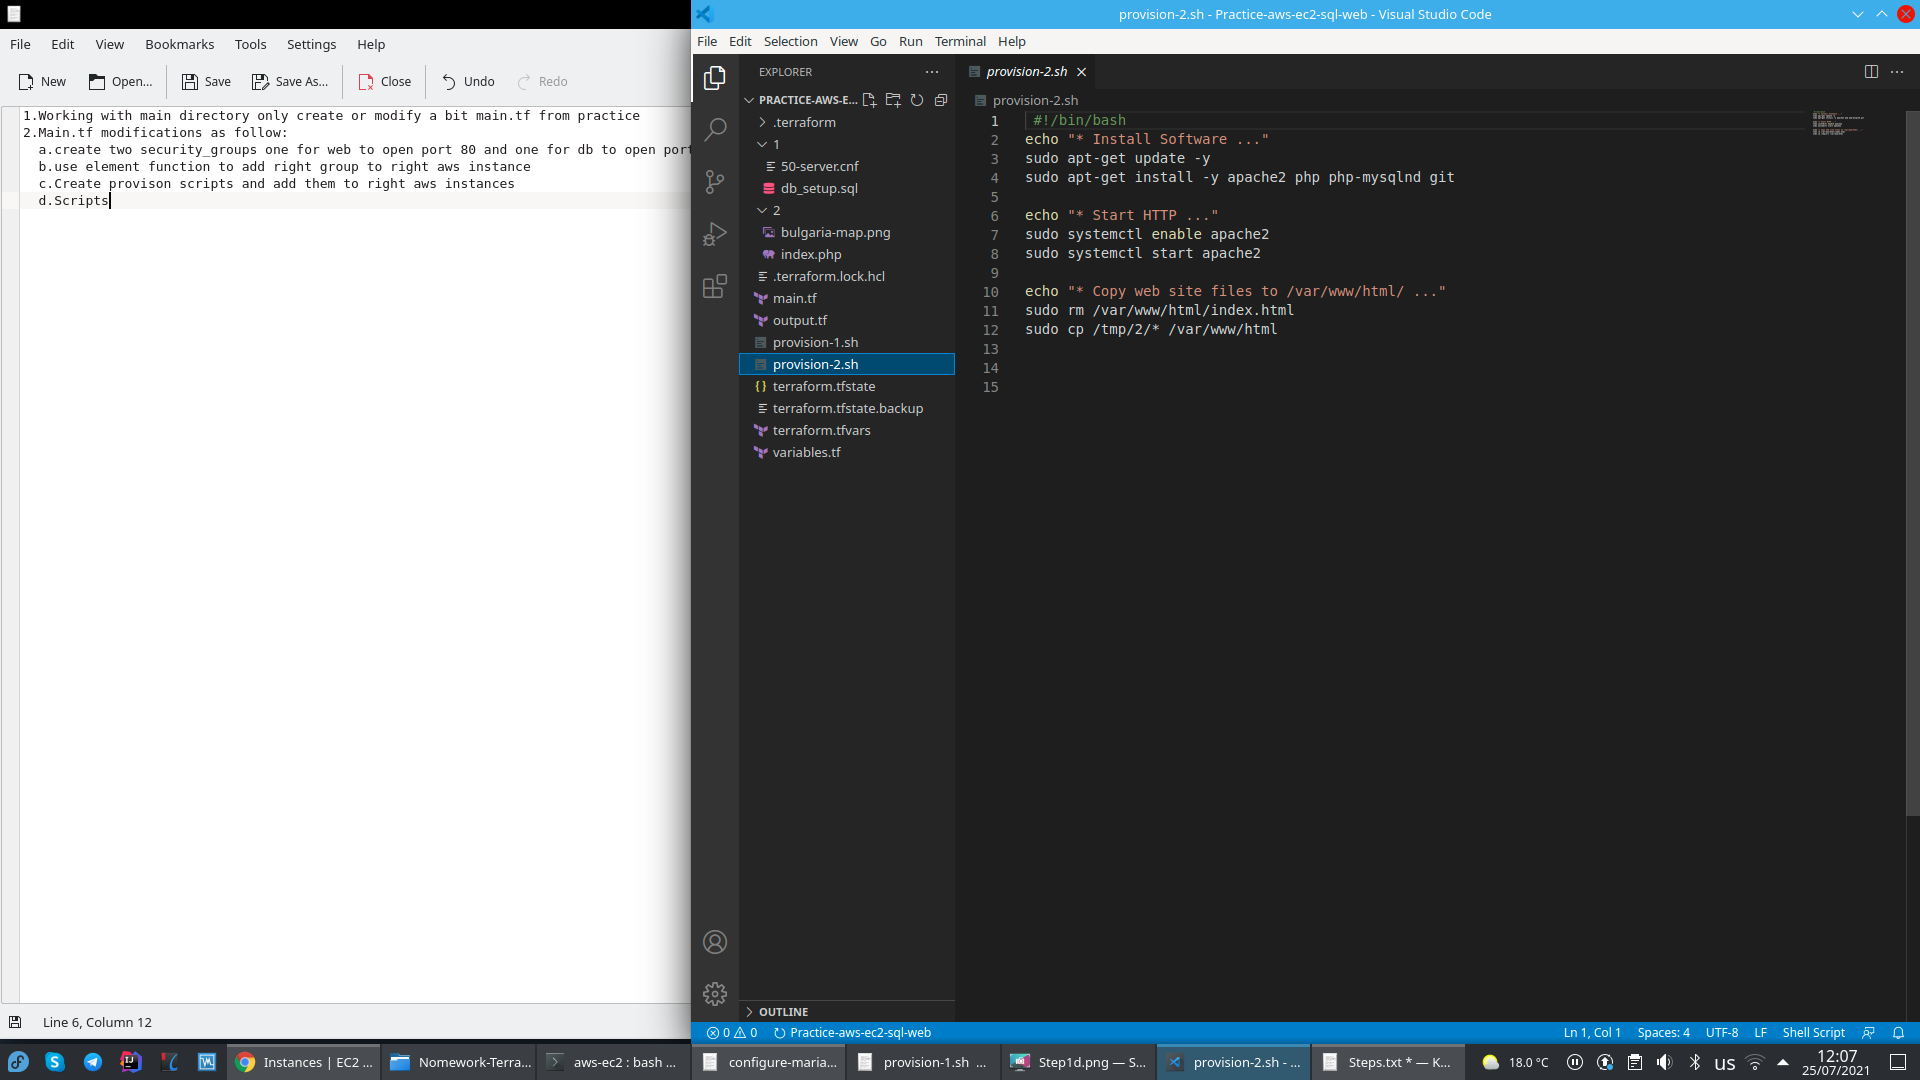 File Edit View Bookmarks Tools Settings Help
New Open... Save Save As... Close Undo Redo
1.Working with main directory only create or modify a bit main.tf from practice
2.Main.tf modifications as follow:
a.create two security_groups one for web to open port 80 and one for db to open port
b.use element function to add right group to right aws instance
c.Create provison scripts and add them to right aws instances
d.Scripts
Line 6, Column 12
provision-2.sh - Practice-aws-ec2-sql-web - Visual Studio Code
File Edit Selection View Go Run Terminal Help
EXPLORER
PRACTICE-AWS-E...
.terraform
1
50-server.cnf
db_setup.sql
2
bulgaria-map.png
index.php
.terraform.lock.hcl
main.tf
output.tf
provision-1.sh
provision-2.sh
terraform.tfstate
terraform.tfstate.backup
terraform.tfvars
variables.tf
OUTLINE
provision-2.sh
provision-2.sh
1 #!/bin/bash
2 echo "* Install Software ..."
3 sudo apt-get update -y
4 sudo apt-get install -y apache2 php php-mysqlnd git
5
6 echo "* Start HTTP ..."
7 sudo systemctl enable apache2
8 sudo systemctl start apache2
9
10 echo "* Copy web site files to /var/www/html/ ..."
11 sudo rm /var/www/html/index.html
12 sudo cp /tmp/2/* /var/www/html
13
14
15
0 0 Practice-aws-ec2-sql-web Ln 1, Col 1 Spaces: 4 UTF-8 LF Shell Script
Instances | EC2 ... Nomework-Terra... aws-ec2 : bash ... configure-maria... provision-1.sh ... Step1d.png — S... provision-2.sh - ... Steps.txt * — K... 18.0 °C us 12:07
25/07/2021